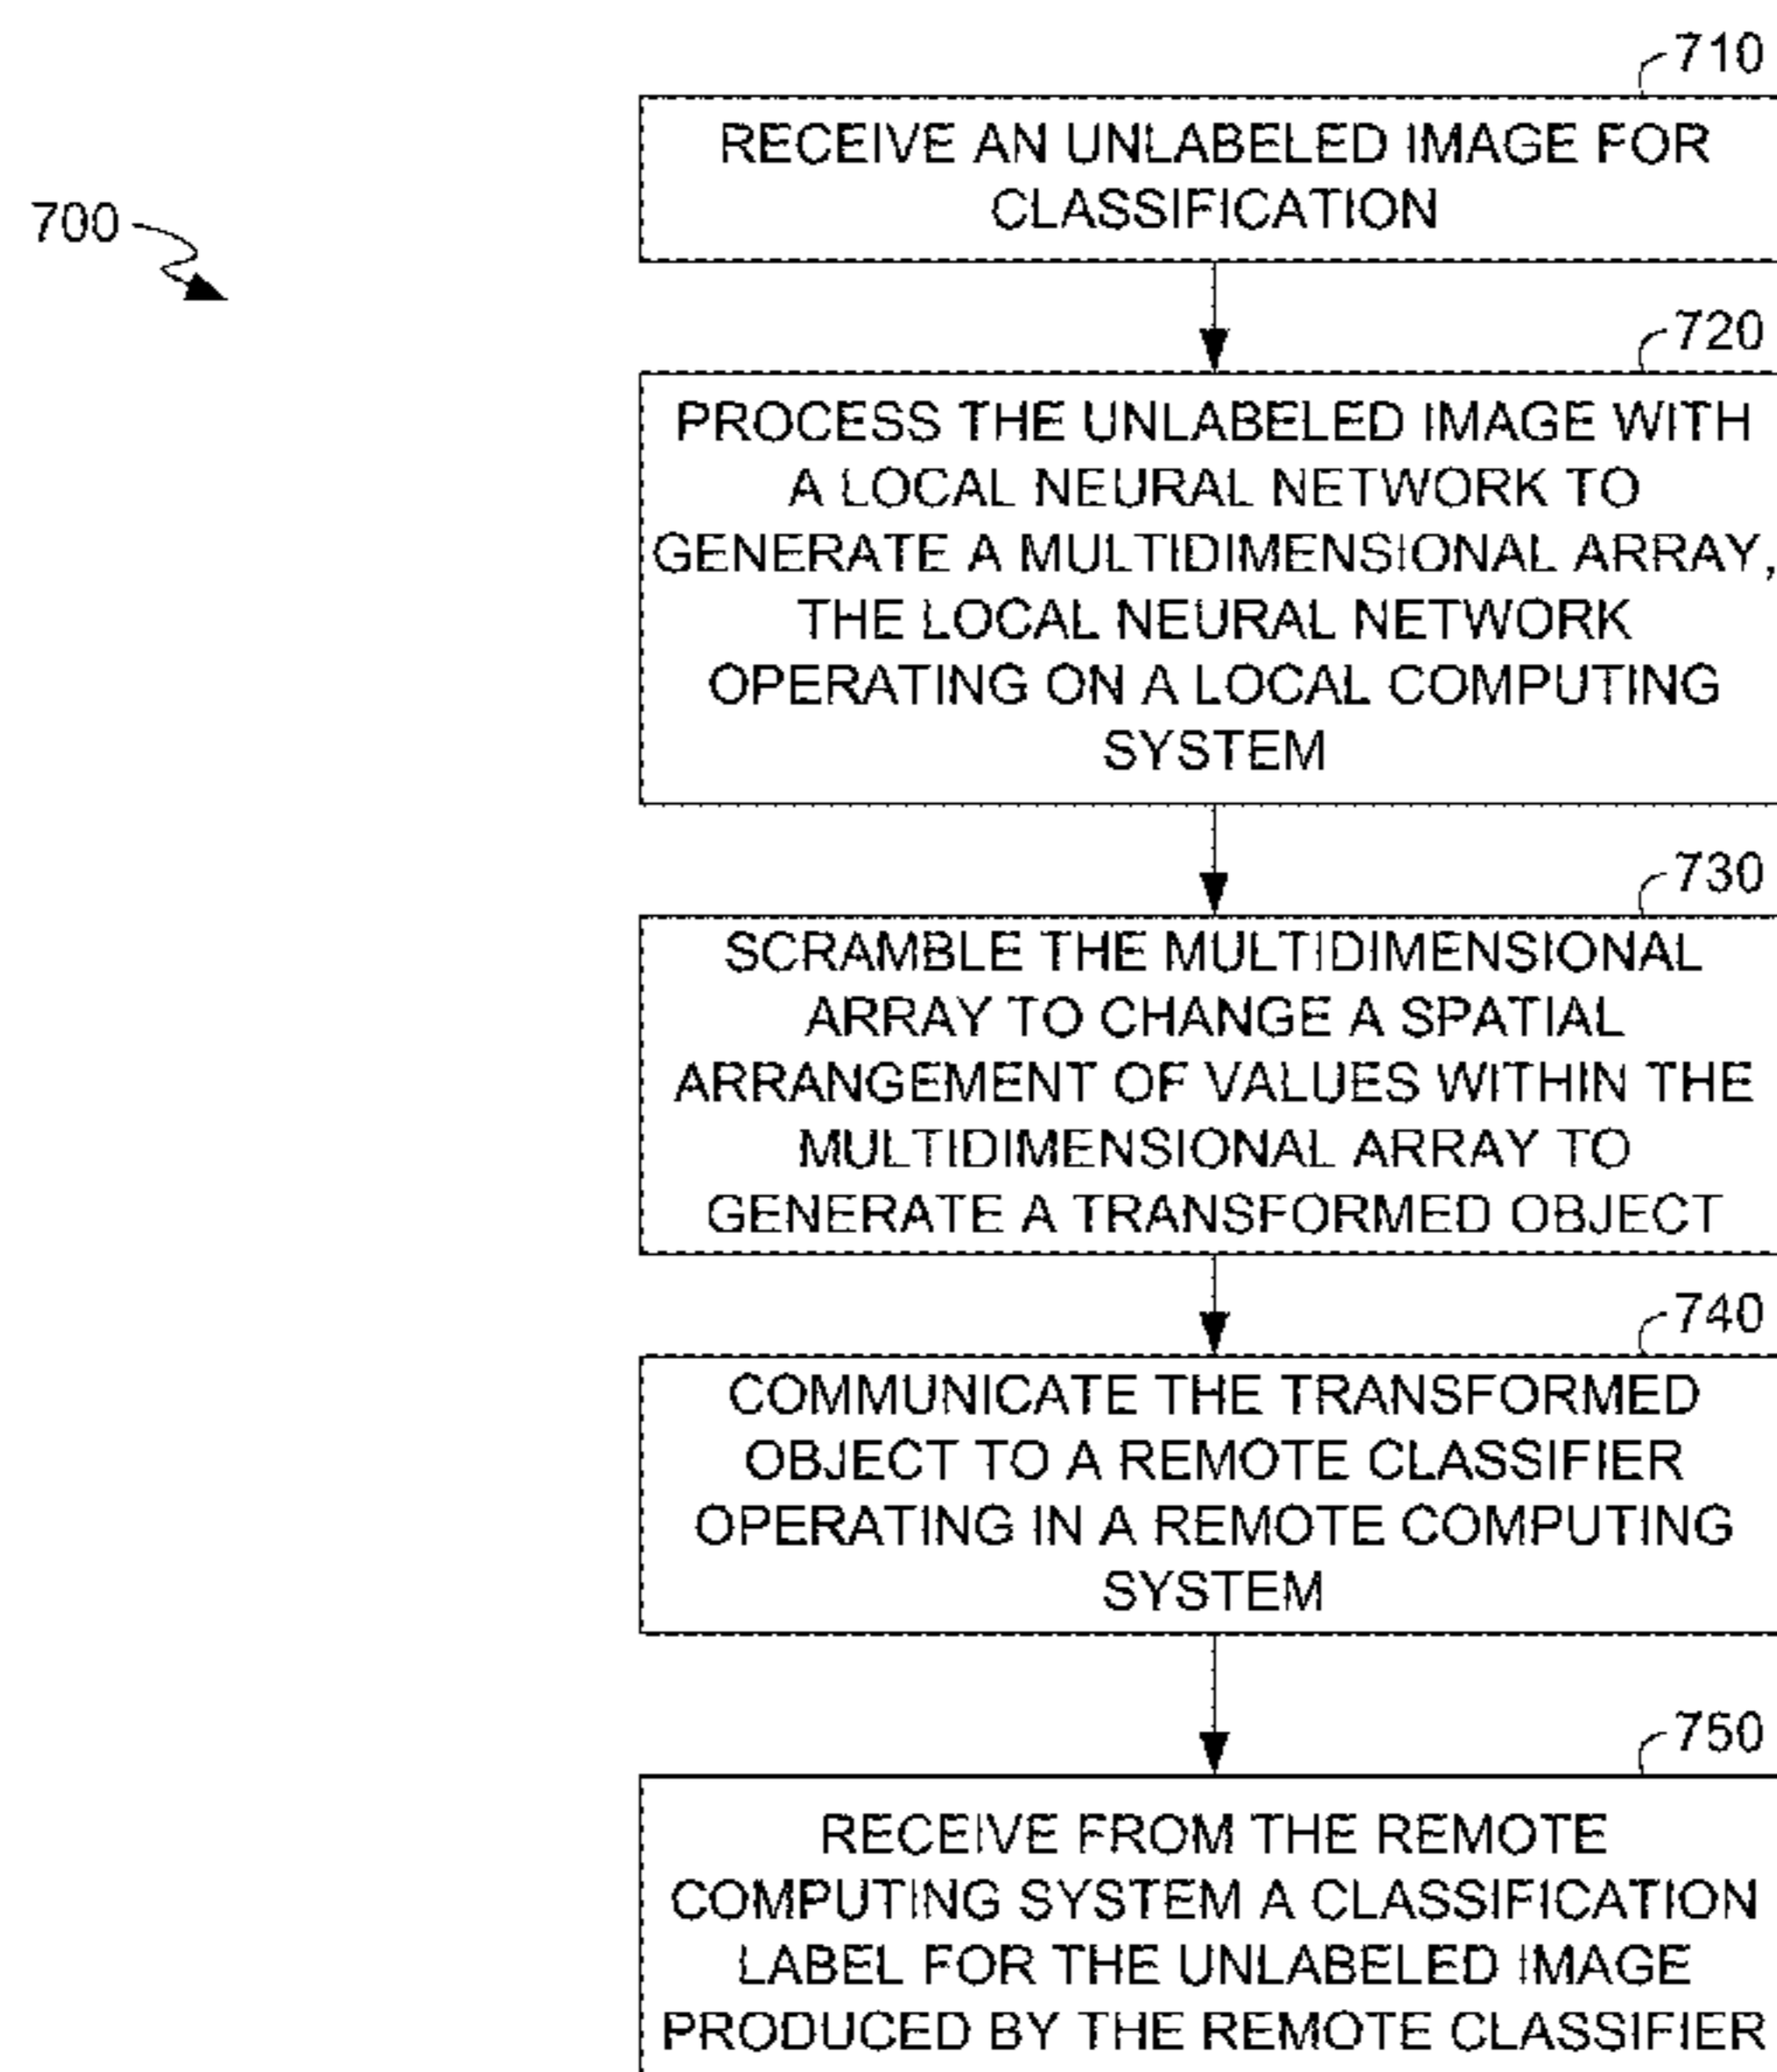 710
RECEIVE AN UNLABELED IMAGE FOR
CLASSIFICATION
700
720
PROCESS THE UNLABELED IMAGE WITH
A LOCAL NEURAL NETWORK TO
GENERATE A MULTIDIMENSIONAL ARRAY,
THE LOCAL NEURAL NETWORK
OPERATING ON A LOCAL COMPUTING
SYSTEM
730
SCRAMBLE THE MULTIDIMENSIONAL
ARRAY TO CHANGE A SPATIAL
ARRANGEMENT OF VALUES WITHIN THE
MULTIDIMENSIONAL ARRAY TO
GENERATE A TRANSFORMED OBJECT
740
COMMUNICATE THE TRANSFORMED
OBJECT TO A REMOTE CLASSIFIER
OPERATING IN A REMOTE COMPUTING
SYSTEM
750
RECEIVE FROM THE REMOTE
COMPUTING SYSTEM A CLASSIFICATION
LABEL FOR THE UNLABELED IMAGE
PRODUCED BY THE REMOTE CLASSIFIER